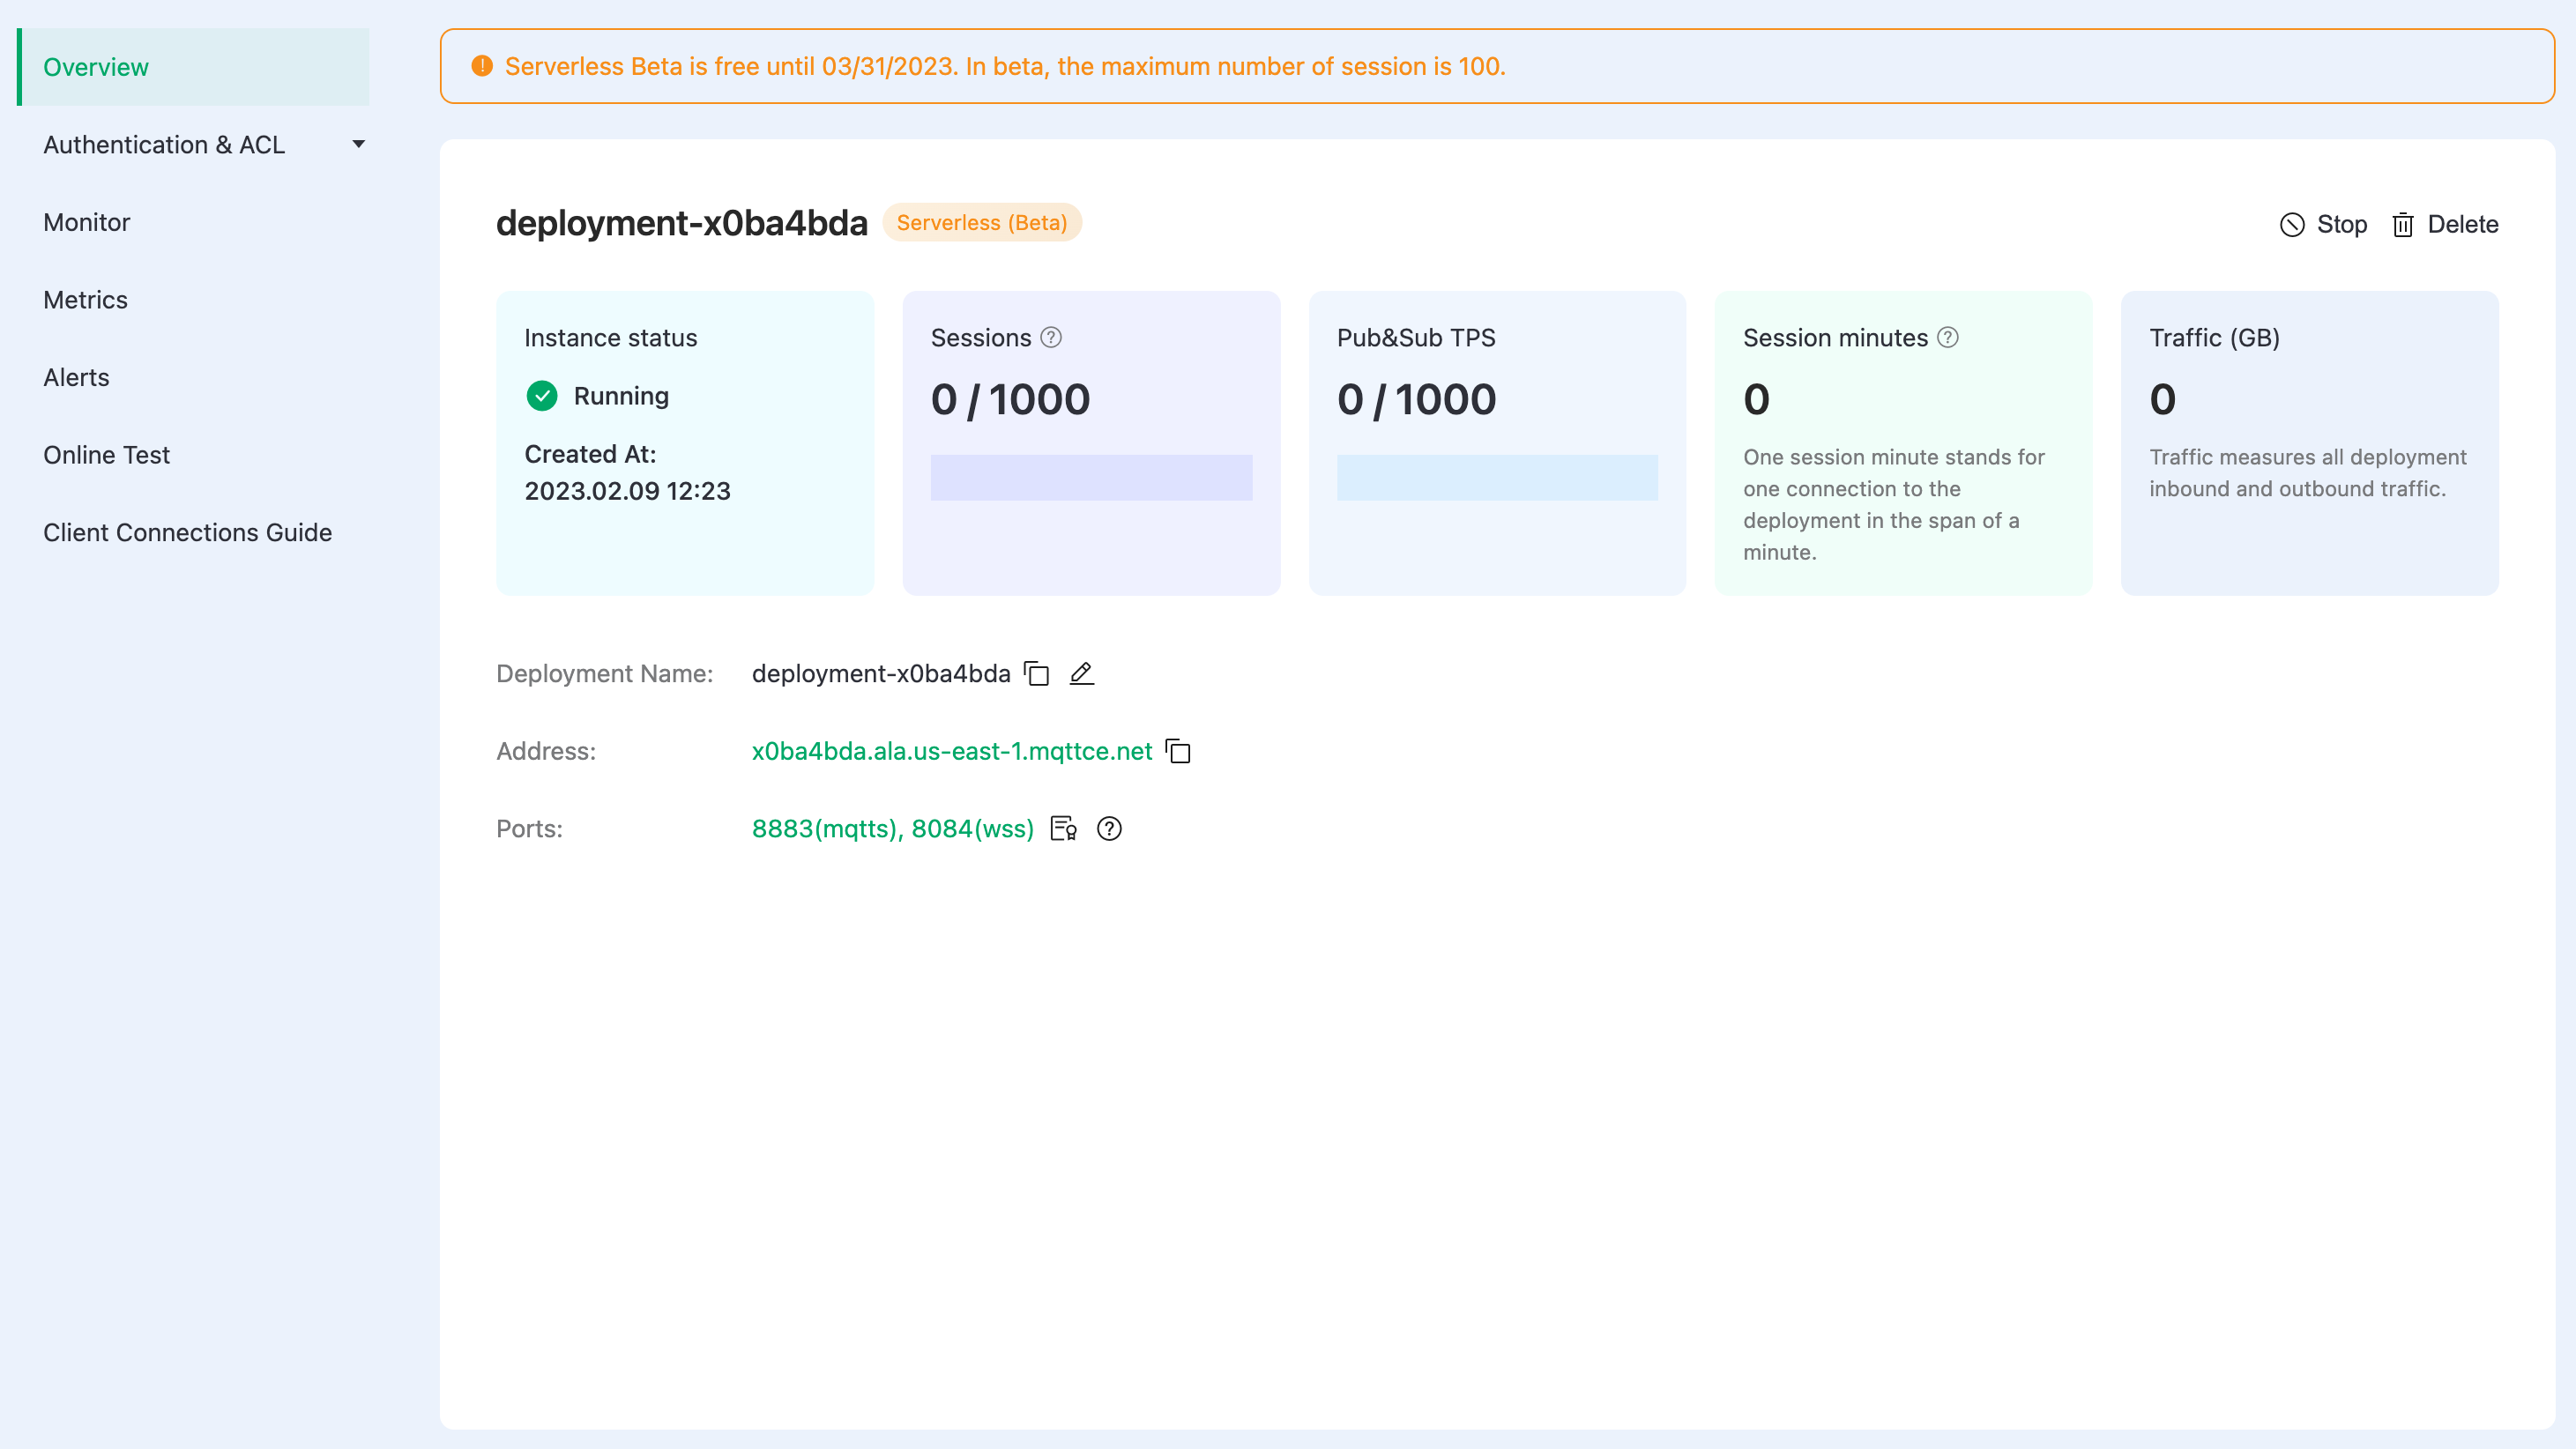 Overview
Authentication & ACL
Monitor
Metrics
Alerts
Online Test
Client Connections Guide
Serverless Beta is free until 03/31/2023. In beta, the maximum number of session is 100.
deployment-x0ba4bda Serverless (Beta)
Stop Delete
Instance status
Running
Created At:
2023.02.09 12:23
Sessions
0 / 1000
Pub&Sub TPS
0 / 1000
Session minutes
0
One session minute stands for
one connection to the
deployment in the span of a
minute.
Traffic (GB)
0
Traffic measures all deployment
inbound and outbound traffic.
Deployment Name: deployment-x0ba4bda
Address: x0ba4bda.ala.us-east-1.mqttce.net
Ports: 8883(mqtts), 8084(wss)